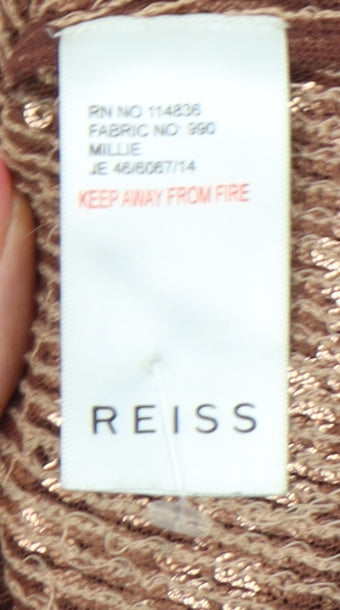 RN NO 114836
FABRIC NO: 990
MILLIE
JE 46/6067/14
KEEP AWAY FROM FIRE
REISS